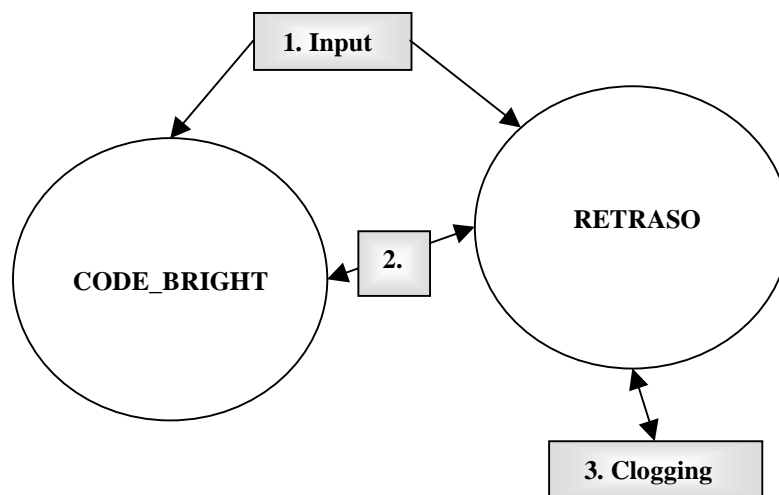 1. Input
RETRASO
2.
CODE_BRIGHT
3. Clogging